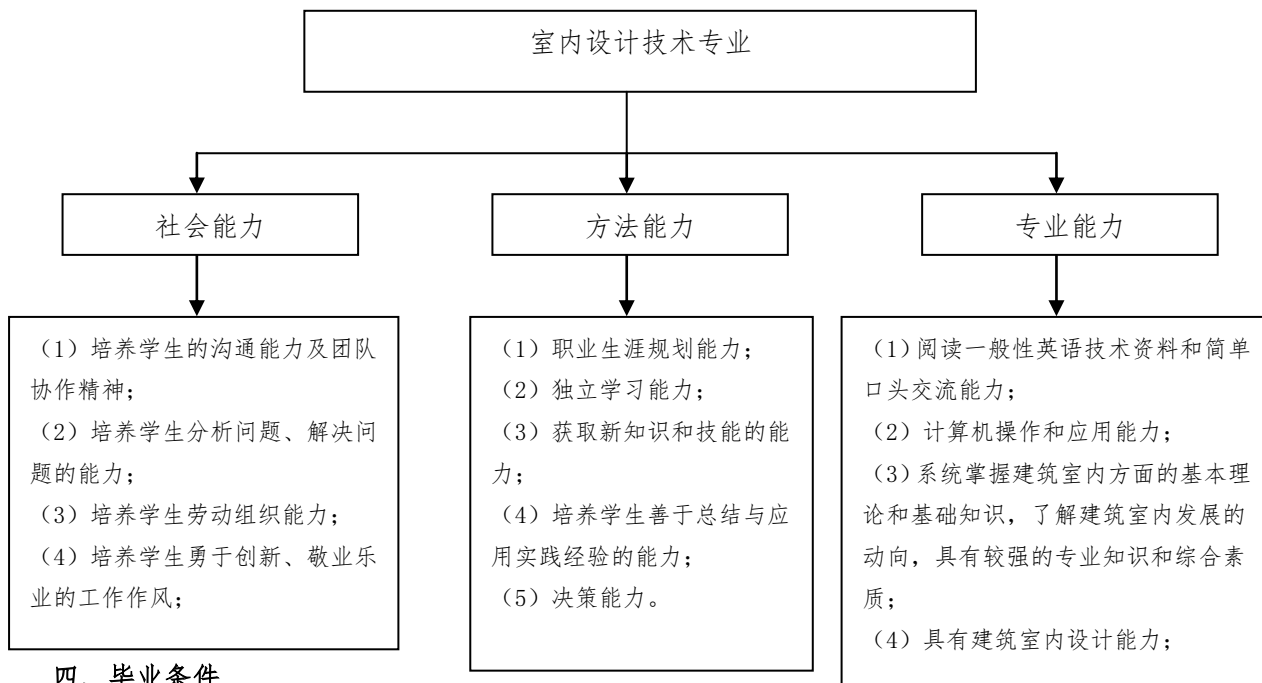 室内设计技术专业
社会能力
方法能力
专业能力
（1）培养学生的沟通能力及团队
协作精神；
（2）培养学生分析问题、解决问
题的能力；
（3）培养学生劳动组织能力；
（4）培养学生勇于创新、敬业乐
业的工作作风；
（1）职业生涯规划能力；
（2）独立学习能力；
（3）获取新知识和技能的能
力；
（4）培养学生善于总结与应
用实践经验的能力；
（5）决策能力。
（1）阅读一般性英语技术资料和简单
口头交流能力；
（2）计算机操作和应用能力；
（3）系统掌握建筑室内方面的基本理
论和基础知识，了解建筑室内发展的
动向，具有较强的专业知识和综合素
质；
（4）具有建筑室内设计能力；
四、毕业条件